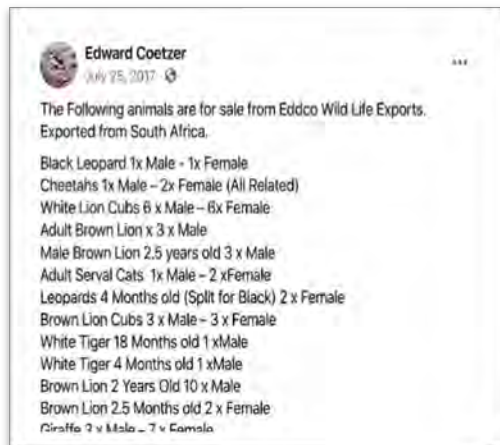 Edward Coetzer
July 25, 2017
The Following animals are for sale from Eddco Wild Life Exports.
Exported from South Africa.
Black Leopard 1x Male - 1x Female
Cheetahs 1x Male – 2x Female (All Related)
White Lion Cubs 6 x Male – 6x Female
Adult Brown Lion x 3 x Male
Male Brown Lion 2.5 years old 3 x Male
Adult Serval Cats 1x Male – 2 xFemale
Leopards 4 Months old (Split for Black) 2 x Female
Brown Lion Cubs 3 x Male – 3 x Female
White Tiger 18 Months old 1 xMale
White Tiger 4 Months old 1 xMale
Brown Lion 2 Years Old 10 x Male
Brown Lion 2.5 Months old 2 x Female
Giraffe x Male – 7 x Female